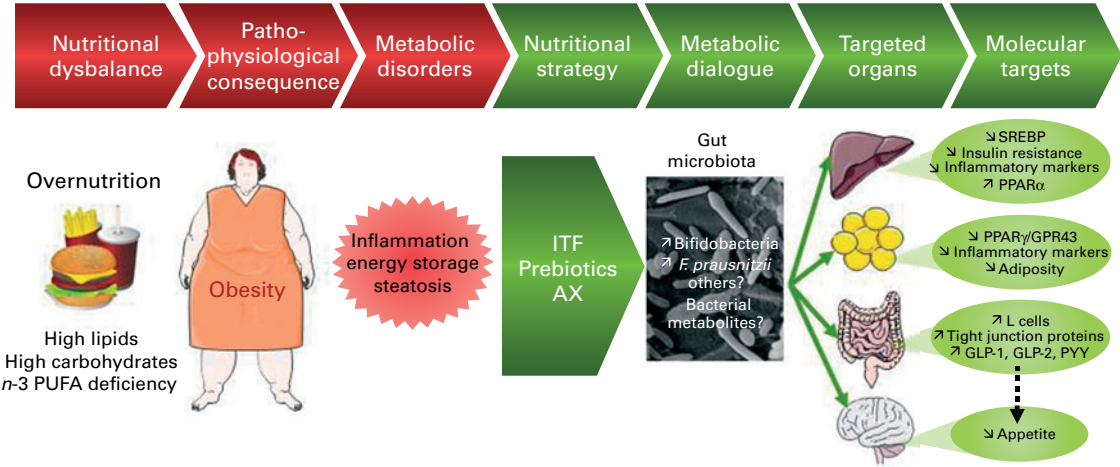 Nutritional
dysbalance
Patho-
physiological
consequence
Metabolic
disorders
Nutritional
strategy
Metabolic
dialogue
Targeted
organs
Molecular
targets
Overnutrition
High lipids
High carbohydrates
n-3 PUFA deficiency
Obesity
Inflammation
energy storage
steatosis
ITF
Prebiotics
AX
Gut
microbiota
↗ Bifidobacteria
↗ F. prausnitzii
others?
Bacterial
metabolites?
↘ SREBP
↘ Insulin resistance
↘ Inflammatory markers
↗ PPARα
↘ PPARγ/GPR43
↘ Inflammatory markers
↘ Adiposity
↗ L cells
↗ Tight junction proteins
↗ GLP-1, GLP-2, PYY
↘ Appetite